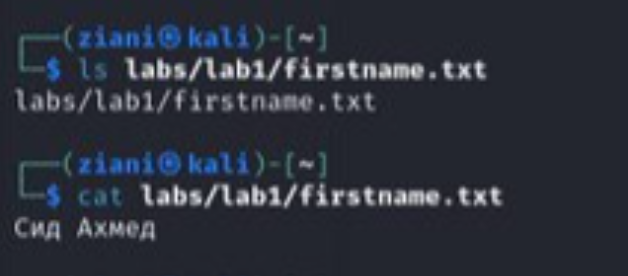 ┌──(ziani㉿kali)-[~]
└─$ ls labs/lab1/firstname.txt
labs/lab1/firstname.txt
┌──(ziani㉿kali)-[~]
└─$ cat labs/lab1/firstname.txt
Сид Ахмед